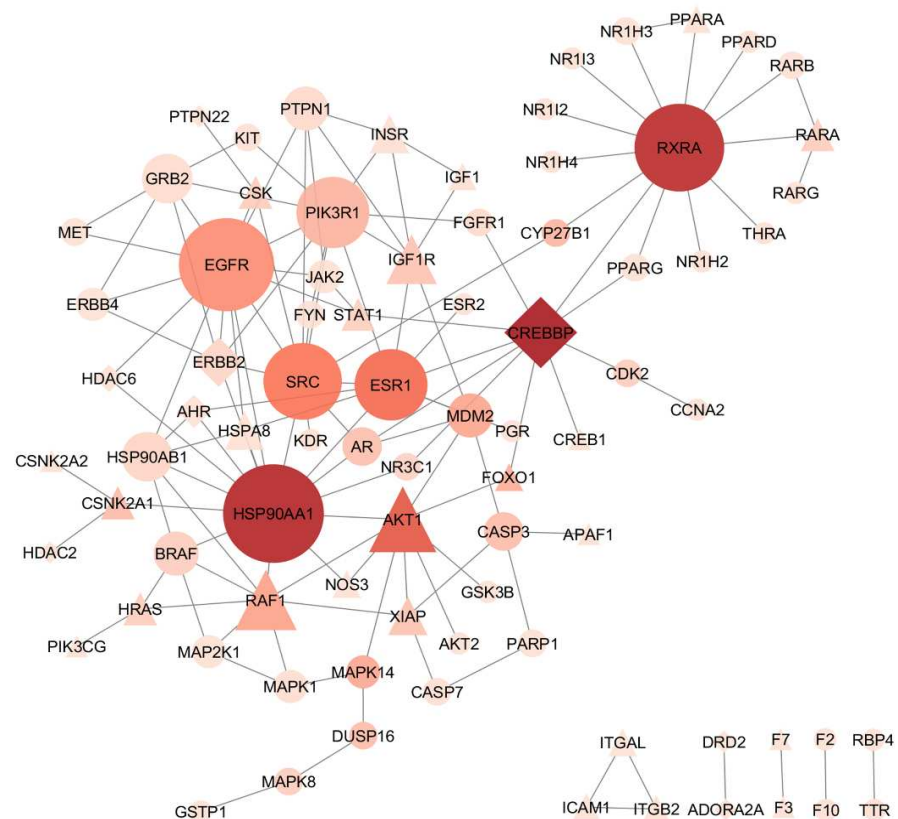 PPARA
NR1H3
PPARD
NR1I3
RARB
PTPN1
NR1I2
PTPN22
INSR
KIT
RARA
RXRA
NR1H4
GRB2
CSK
IGF1
RARG
PIK3R1
FGFR1
MET
CYP27B1
THRA
EGFR
IGF1R
NR1H2
JAK2
PPARG
ERBB4
ESR2
FYN
STAT1
CREBBP
ERBB2
HDAC6
SRC
ESR1
CDK2
CCNA2
AHR
MDM2
HSPA8
PGR
KDR
AR
CREB1
HSP90AB1
CSNK2A2
NR3C1
FOXO1
CSNK2A1
HSP90AA1
AKT1
CASP3
APAF1
HDAC2
BRAF
NOS3
GSK3B
RAF1
HRAS
XIAP
PIK3CG
MAP2K1
AKT2
PARP1
MAPK14
MAPK1
CASP7
DUSP16
ITGAL
DRD2
F7
F2
RBP4
MAPK8
GSTP1
ICAM1
ITGB2
ADORA2A
F3
F10
TTR